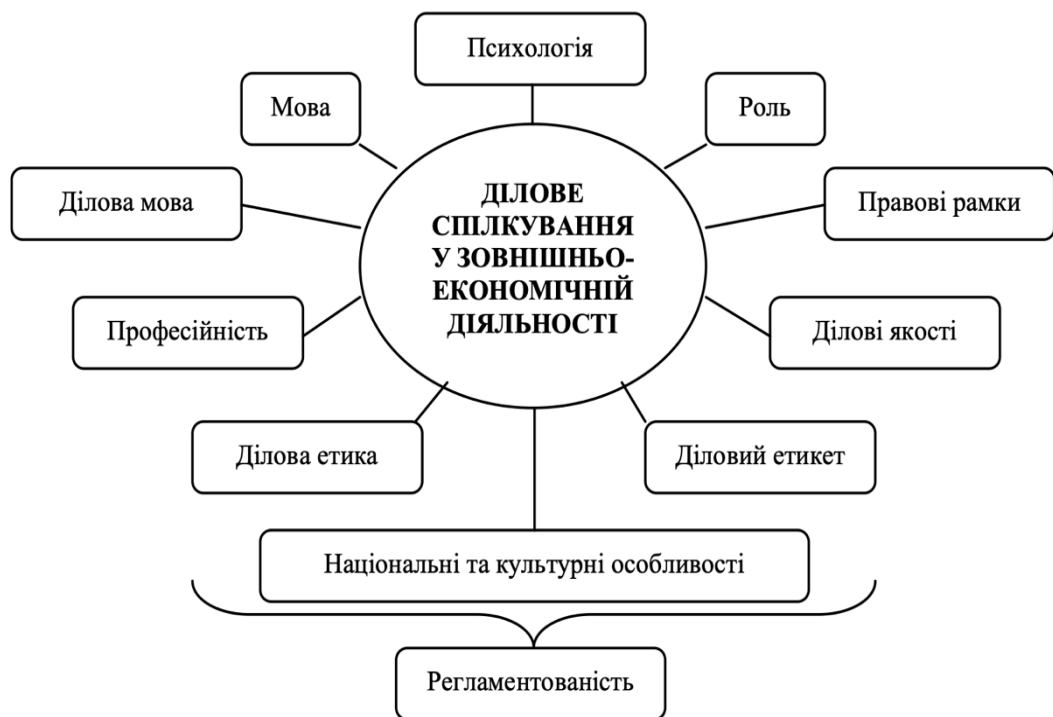 Психологія
Мова
Роль
Ділова мова
ДІЛОВЕ
СПІЛКУВАННЯ
У ЗОВНІШНЬО-
ЕКОНОМІЧНІЙ
ДІЯЛЬНОСТІ
Правові рамки
Професійність
Ділові якості
Ділова етика
Діловий етикет
Національні та культурні особливості
Регламентованість